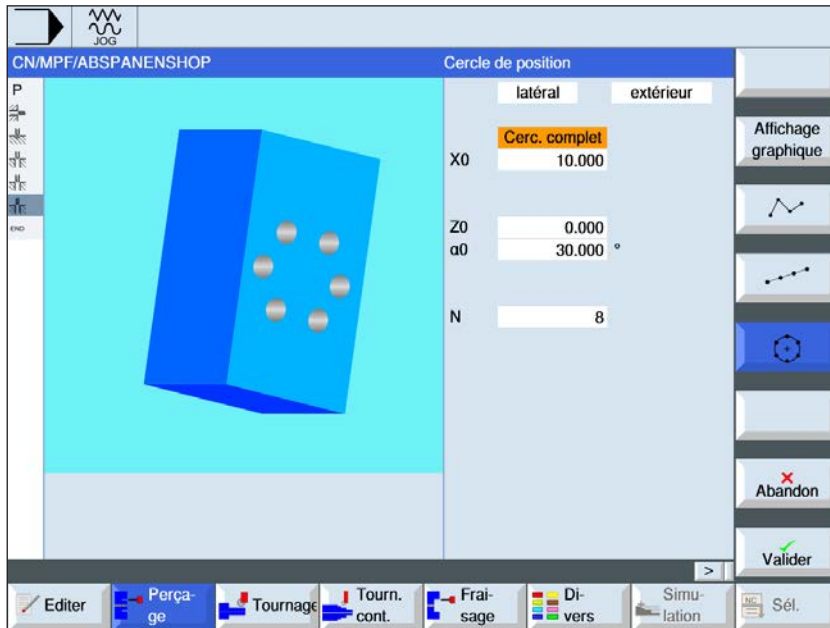 JOG
CN/MPF/ABSPANENSHOP
Cercle de position
P
END
latéral extérieur
Cerc. complet
X0 10.000
Z0 0.000
α0 30.000 °
N 8
Affichage
graphique
Abandon
Valider
>
Editer
Perça-
ge
Tournage
Tourn.
cont.
Frai-
sage
Di-
vers
Simu-
lation
NC
Sél.